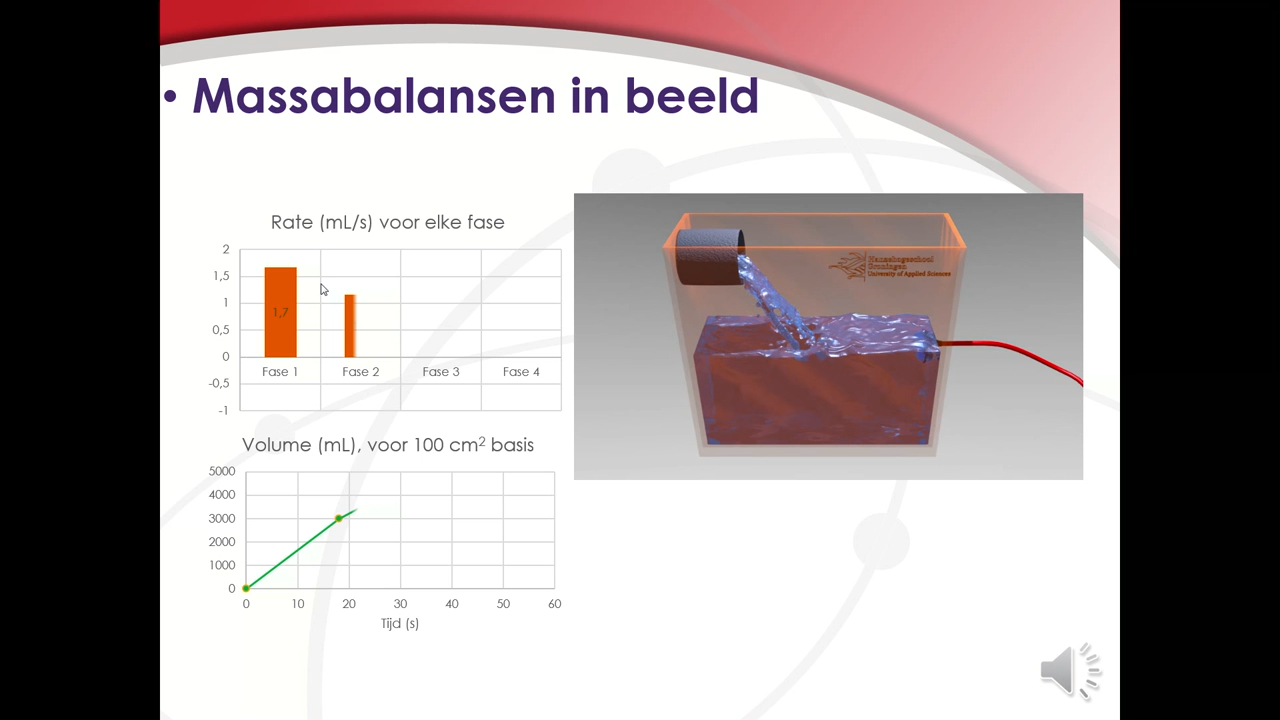 • Massabalansen in beeld
Rate (mL/s) voor elke fase
2
1,5
1
0,5
0
-0,5
-1
1,7
Fase 1 Fase 2 Fase 3 Fase 4
Volume (mL), voor 100 cm² basis
5000
4000
3000
2000
1000
0
0 10 20 30 40 50 60
Tijd (s)
Hanzehogeschool
Groningen
University of Applied Sciences